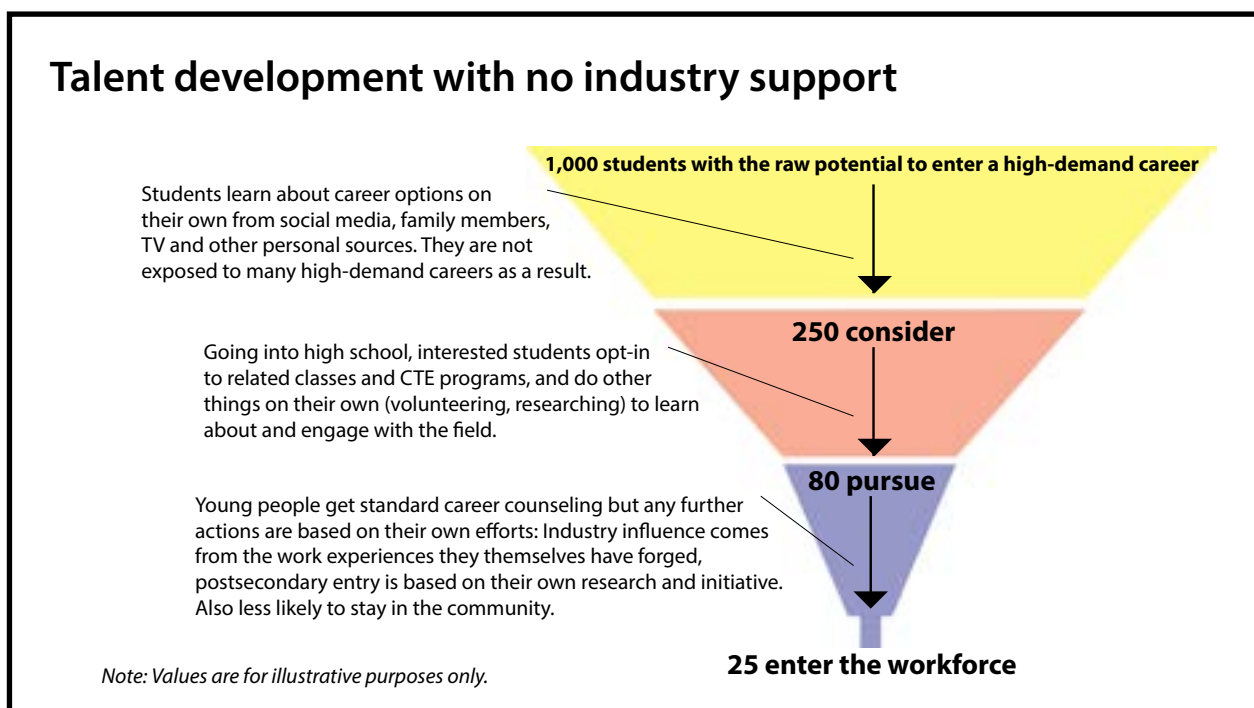 Talent development with no industry support
1,000 students with the raw potential to enter a high-demand career
Students learn about career options on
their own from social media, family members,
TV and other personal sources. They are not
exposed to many high-demand careers as a result.
250 consider
Going into high school, interested students opt-in
to related classes and CTE programs, and do other
things on their own (volunteering, researching) to learn
about and engage with the field.
80 pursue
Young people get standard career counseling but any further
actions are based on their own efforts: Industry influence comes
from the work experiences they themselves have forged,
postsecondary entry is based on their own research and initiative.
Also less likely to stay in the community.
25 enter the workforce
Note: Values are for illustrative purposes only.